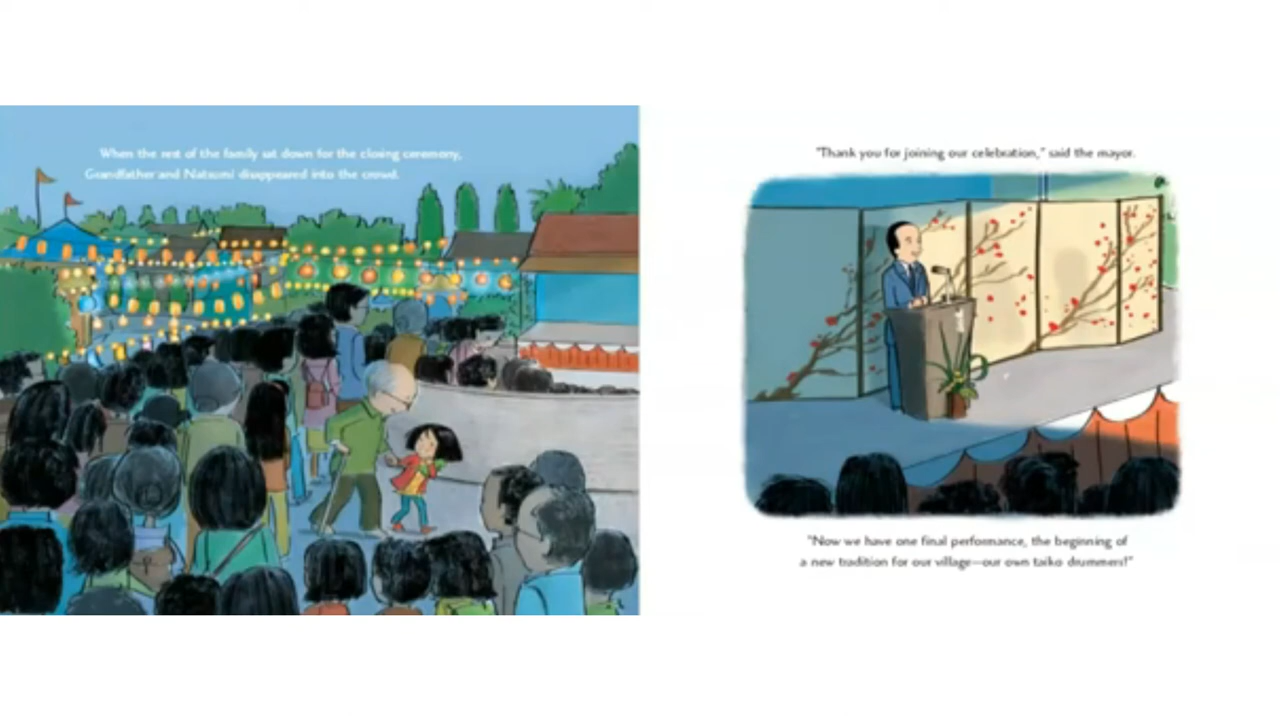 When the rest of the family sat down for the closing ceremony,
Grandfather and Natsumi disappeared into the crowd.
"Thank you for joining our celebration," said the mayor.
"Now we have one final performance, the beginning of
a new tradition for our village—our own taiko drummers!"